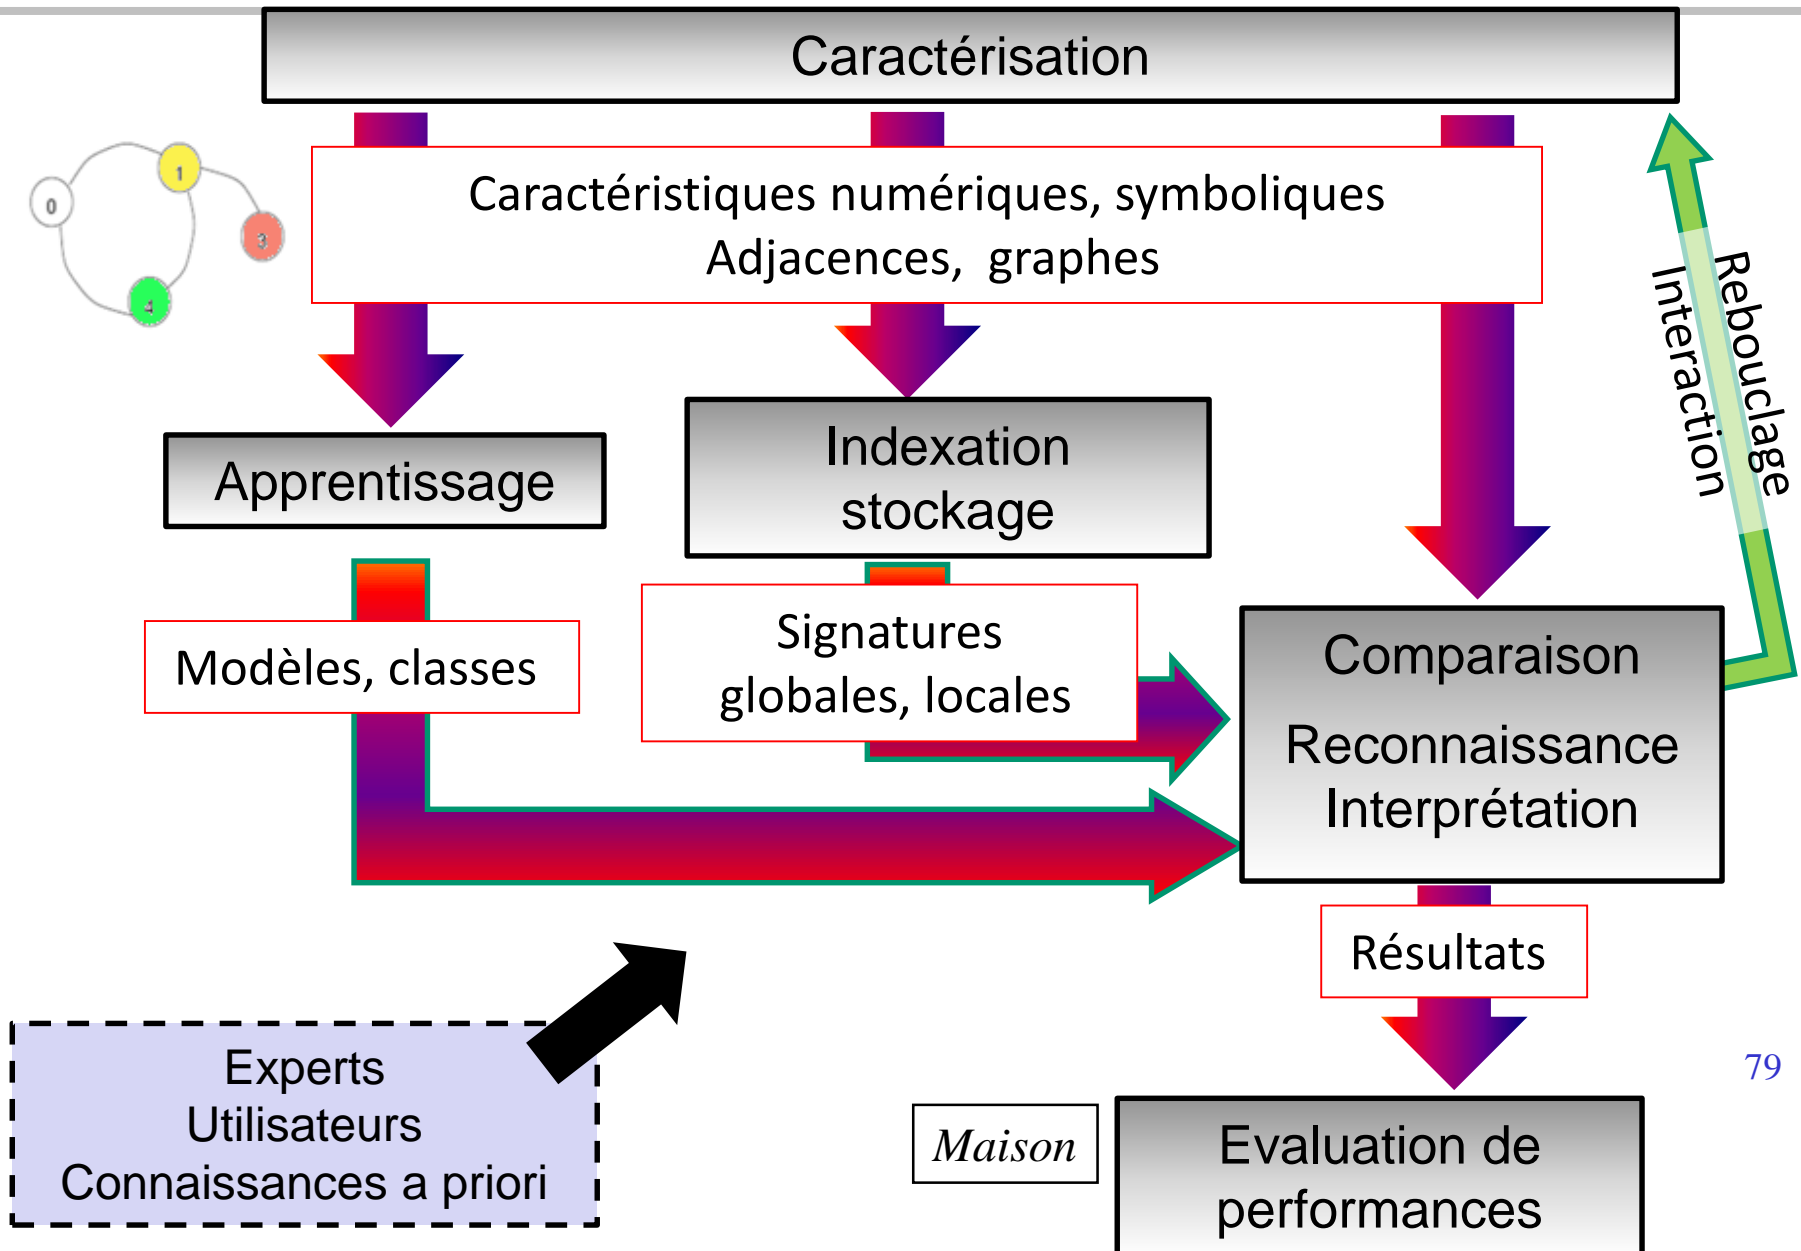 Caractérisation
0
1
3
4
Caractéristiques numériques, symboliques
Adjacences, graphes
Rebouclage
Interaction
Apprentissage
Indexation
stockage
Modèles, classes
Signatures
globales, locales
Comparaison
Reconnaissance
Interprétation
Résultats
Experts
Utilisateurs
Connaissances a priori
Maison
Evaluation de
performances
79